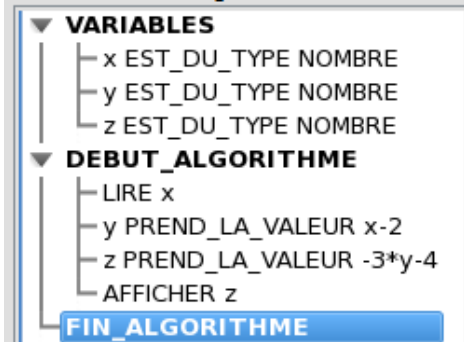 VARIABLES
x EST_DU_TYPE NOMBRE
y EST_DU_TYPE NOMBRE
z EST_DU_TYPE NOMBRE
DEBUT_ALGORITHME
LIRE x
y PREND_LA_VALEUR x-2
z PREND_LA_VALEUR -3*y-4
AFFICHER z
FIN_ALGORITHME